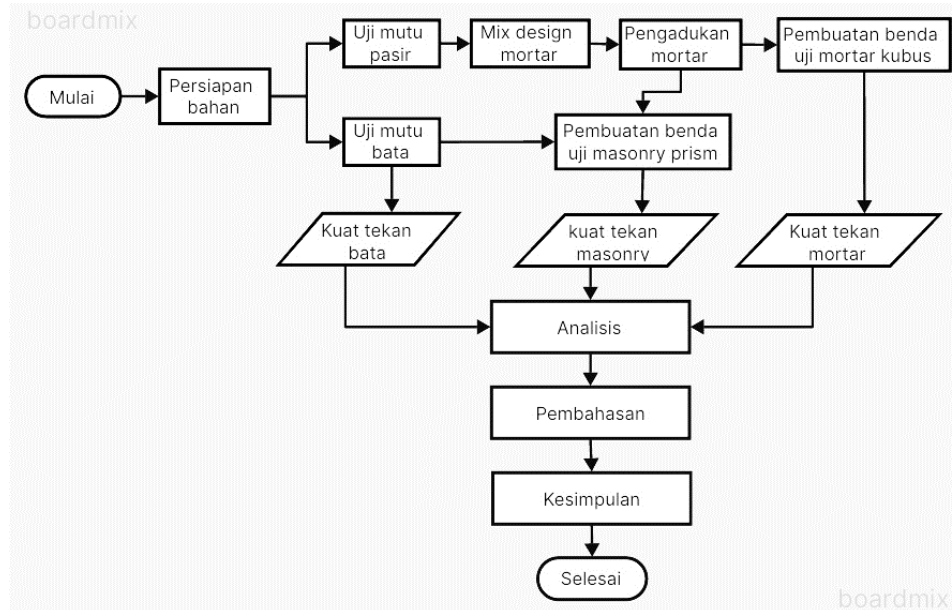 boardmix
Mulai
Persiapan
bahan
Uji mutu
pasir
Mix design
mortar
Pengadukan
mortar
Pembuatan benda
uji mortar kubus
Uji mutu
bata
Pembuatan benda
uji masonry prism
Kuat tekan
bata
kuat tekan
masonry
Kuat tekan
mortar
Analisis
Pembahasan
Kesimpulan
Selesai
boardmix